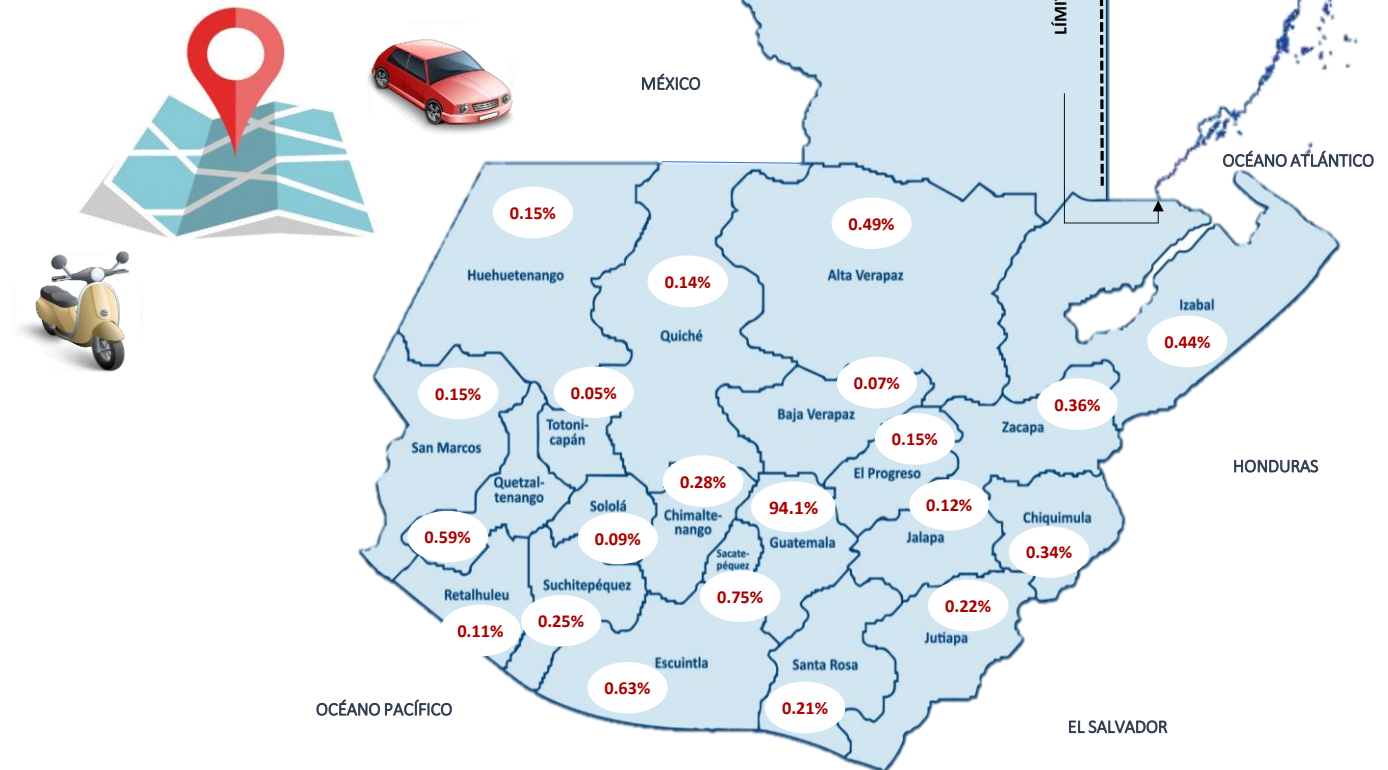 LÍMI
MÉXICO
OCÉANO ATLÁNTICO
0.15%
Huehuetenango
0.49%
Alta Verapaz
0.14%
Quiché
Izabal
0.44%
0.15%
San Marcos
0.05%
Totoni-
capán
0.07%
Baja Verapaz
0.36%
Zacapa
0.15%
El Progreso
HONDURAS
Quetzal-
tenango
0.59%
Sololá
0.09%
0.28%
Chimalte-
nango
94.1%
Guatemala
0.12%
Jalapa
Chiquimula
0.34%
Sacate-
péquez
0.75%
Retalhuleu
0.11%
Suchitepéquez
0.25%
0.22%
Jutiapa
Escuintla
0.63%
Santa Rosa
0.21%
OCÉANO PACÍFICO
EL SALVADOR